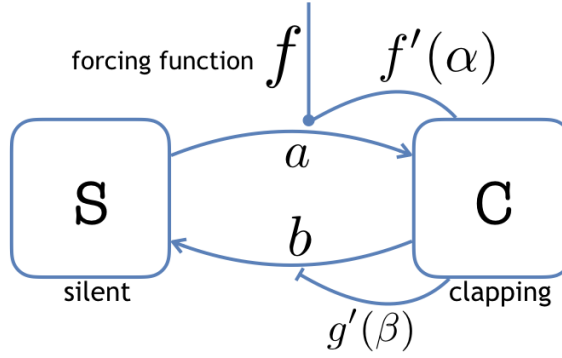 forcing function f f′(α)
a
S C
b
silent clapping
g′(β)